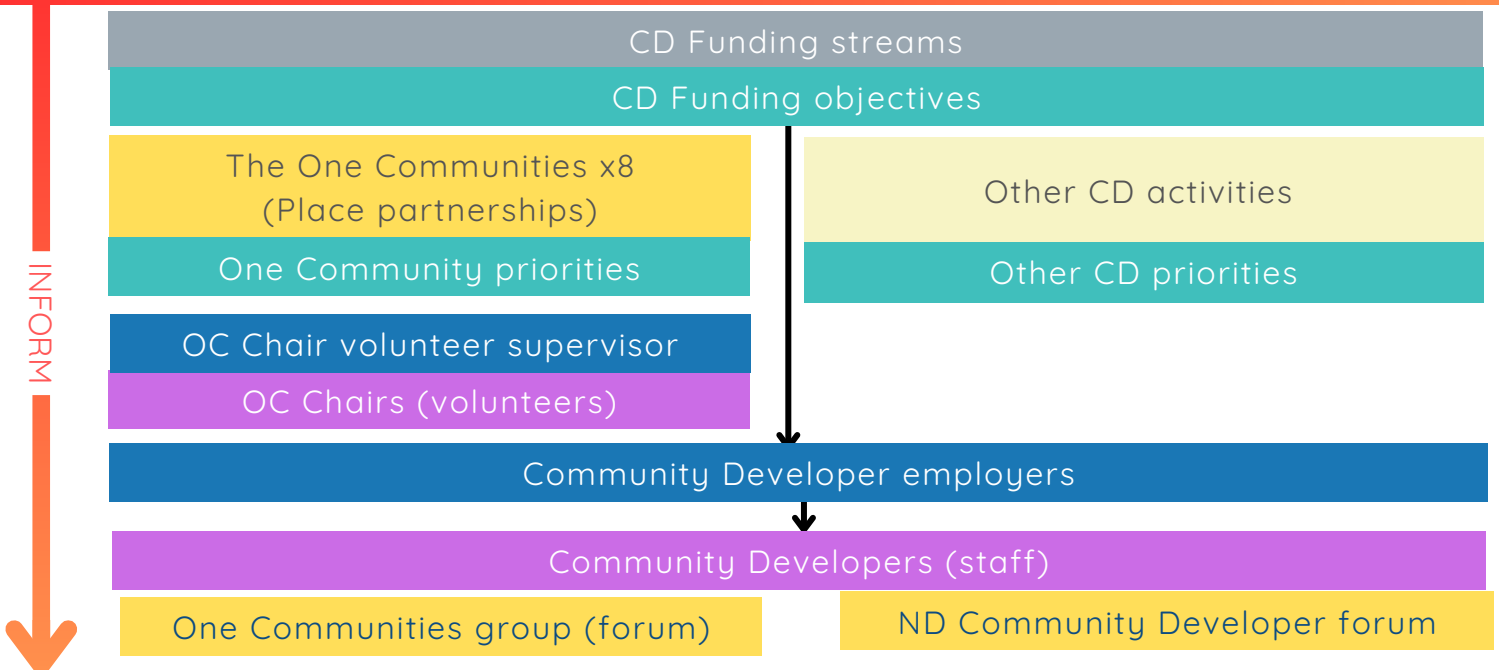 CD Funding streams
CD Funding objectives
The One Communities x8
(Place partnerships)
Other CD activities
One Community priorities
Other CD priorities
INFORM
OC Chair volunteer supervisor
OC Chairs (volunteers)
Community Developer employers
Community Developers (staff)
One Communities group (forum)
ND Community Developer forum